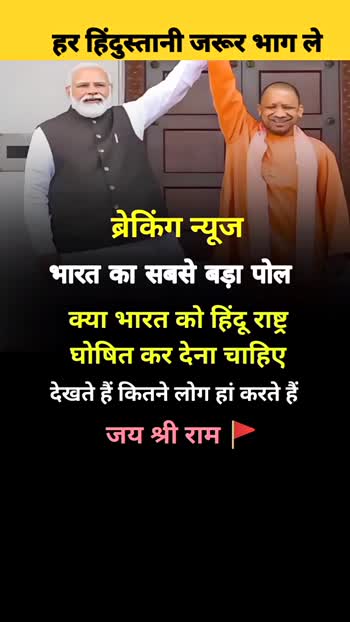 हर हिंदुस्तानी जरूर भाग ले
ब्रेकिंग न्यूज
भारत का सबसे बड़ा पोल
क्या भारत को हिंदू राष्ट्र
घोषित कर देना चाहिए
देखते हैं कितने लोग हां करते हैं
जय श्री राम 🚩